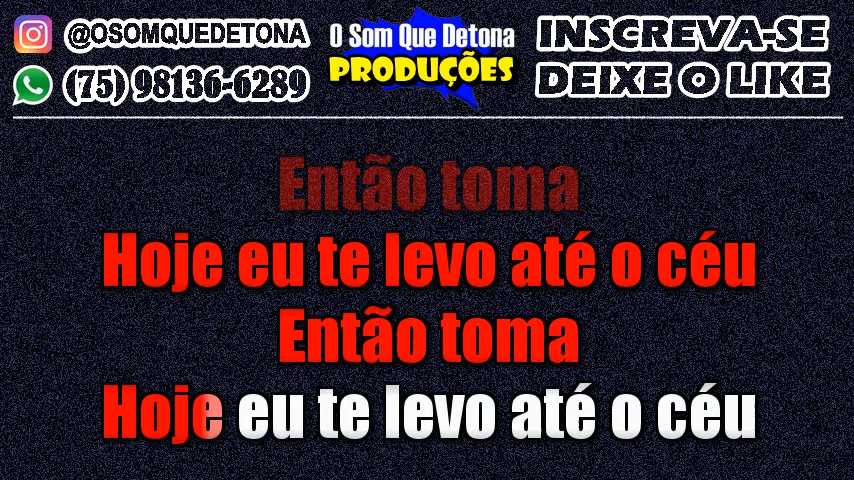 @OSOMQUEDETONA
(75) 98136-6289
O Som Que Detona
PRODUÇÕES
INSCREVA-SE
DEIXE O LIKE
Então toma
Hoje eu te levo até o céu
Então toma
Hoje eu te levo até o céu